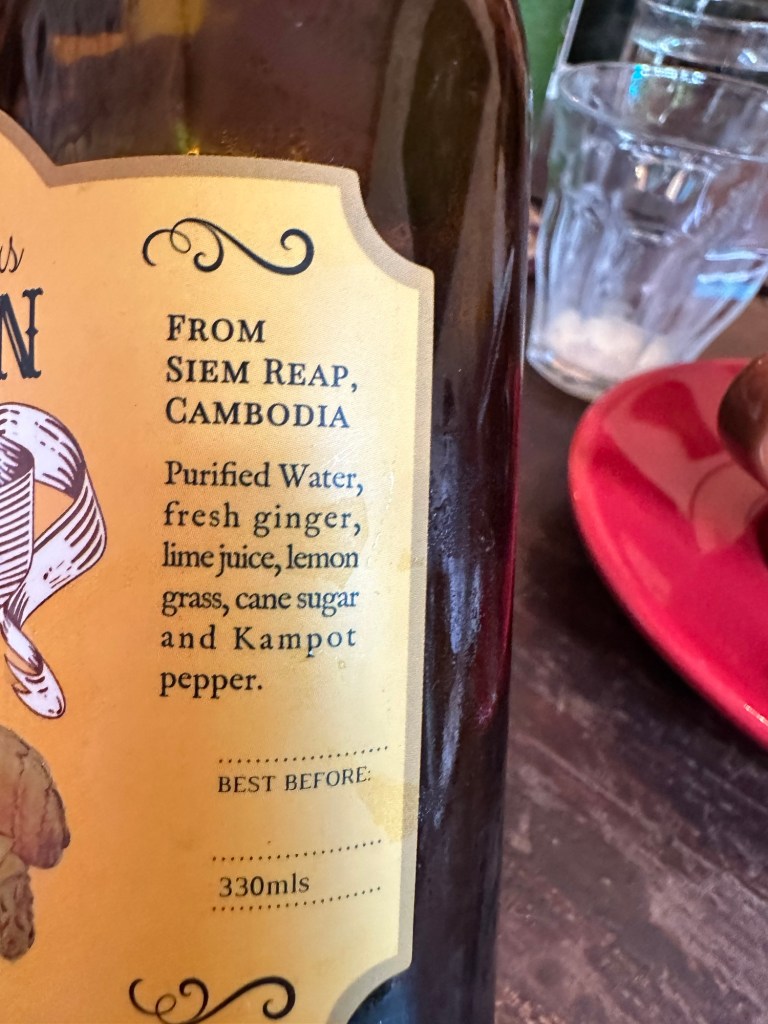 FROM
SIEM REAP,
CAMBODIA
Purified Water,
fresh ginger,
lime juice, lemon
grass, cane sugar
and Kampot
pepper.
BEST BEFORE:
330mls